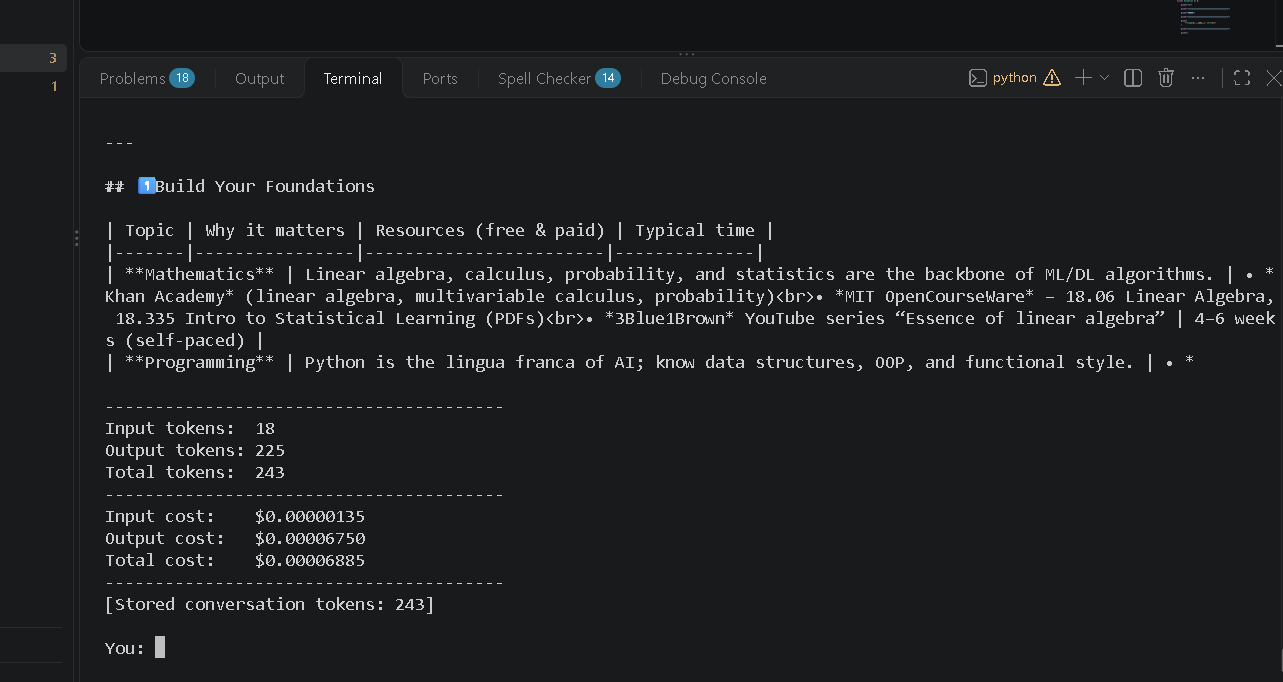 3
1
Problems 18 Output Terminal Ports Spell Checker 14 Debug Console python
---
## 1️⃣Build Your Foundations
| Topic | Why it matters | Resources (free & paid) | Typical time |
|-------|----------------|------------------------|--------------|
| **Mathematics** | Linear algebra, calculus, probability, and statistics are the backbone of ML/DL algorithms. | • *
Khan Academy* (linear algebra, multivariable calculus, probability)<br>• *MIT OpenCourseWare* – 18.06 Linear Algebra,
18.335 Intro to Statistical Learning (PDFs)<br>• *3Blue1Brown* YouTube series “Essence of linear algebra” | 4–6 week
s (self-paced) |
| **Programming** | Python is the lingua franca of AI; know data structures, OOP, and functional style. | • *
----------------------------------------
Input tokens: 18
Output tokens: 225
Total tokens: 243
----------------------------------------
Input cost: $0.00000135
Output cost: $0.00006750
Total cost: $0.00006885
----------------------------------------
[Stored conversation tokens: 243]
You: